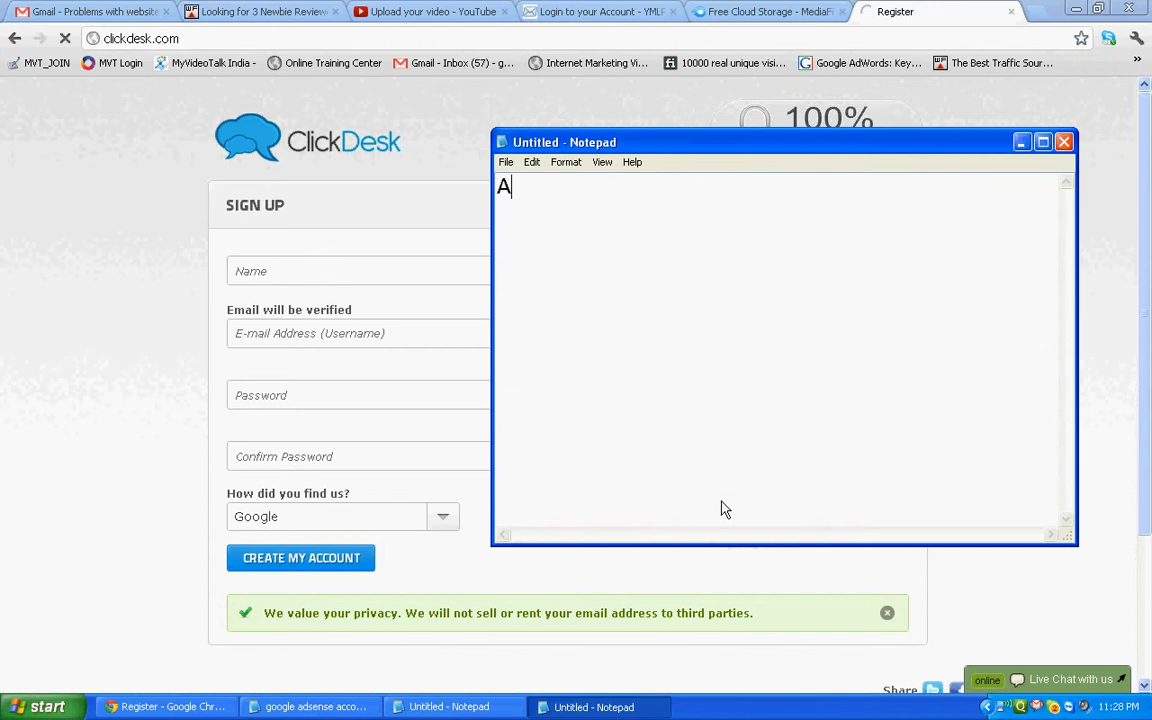 Gmail - Problems with website
Looking for 3 Newbie Review
Upload your video - YouTube
Login to your Account - YMLP
Free Cloud Storage - MediaFi
Register
clickdesk.com
MVT_JOIN
MVT Login
MyVideoTalk India -
Online Training Center
Gmail - Inbox (57) - g...
Internet Marketing Vi...
10000 real unique visi...
Google AdWords: Key...
The Best Traffic Sour...
»
ClickDesk
100%
SIGN UP
Name
Email will be verified
E-mail Address (Username)
Password
Confirm Password
How did you find us?
Google
CREATE MY ACCOUNT
We value your privacy. We will not sell or rent your email address to third parties.
Untitled - Notepad
File Edit Format View Help
A
Share
online Live Chat with us
start
Register - Google Chr...
google adsense acco...
Untitled - Notepad
Untitled - Notepad
11:28 PM